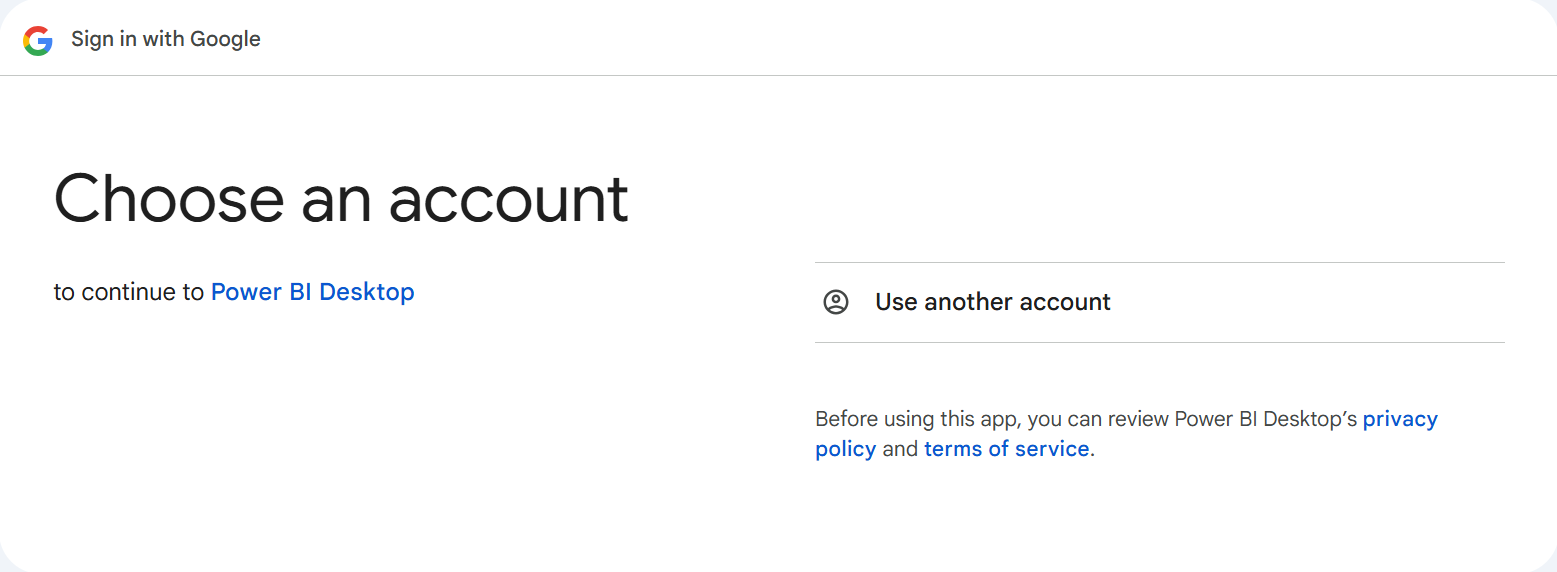 Sign in with Google
Choose an account
to continue to Power BI Desktop
Use another account
Before using this app, you can review Power BI Desktop’s privacy
policy and terms of service.